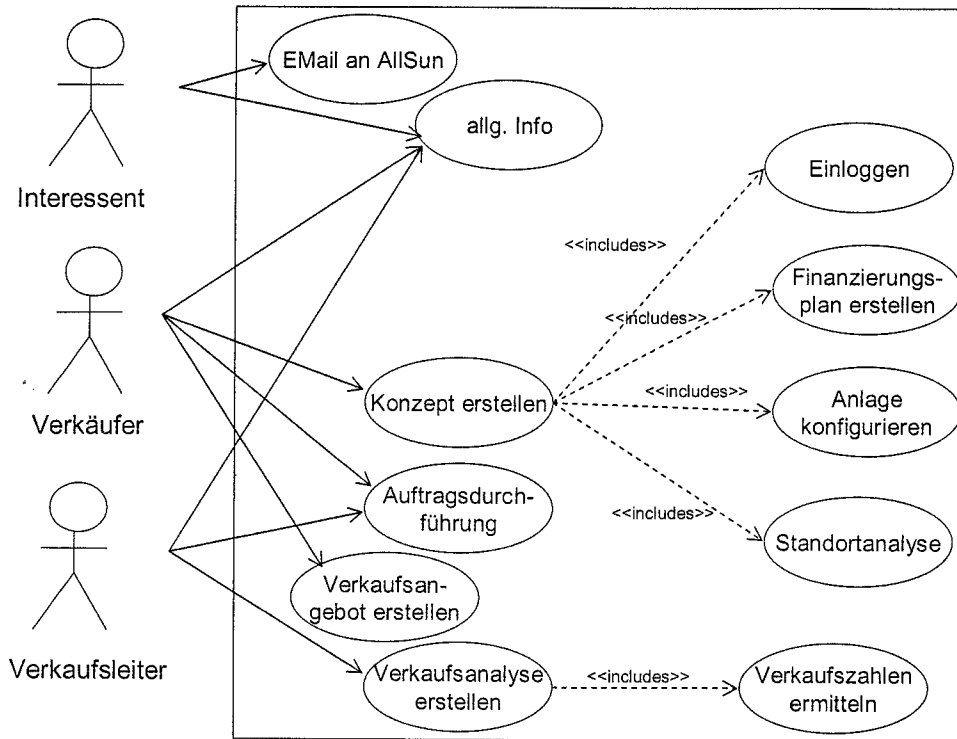 EMail an AllSun
allg. Info
Interessent
Einloggen
<<includes>>
Finanzierungs-
plan erstellen
<<includes>>
Verkäufer
Konzept erstellen
<<includes>>
Anlage
konfigurieren
Auftragsdurch-
führung
<<includes>>
Standortanalyse
Verkaufsan-
gebot erstellen
Verkaufsleiter
Verkaufsanalyse
erstellen
<<includes>>
Verkaufszahlen
ermitteln